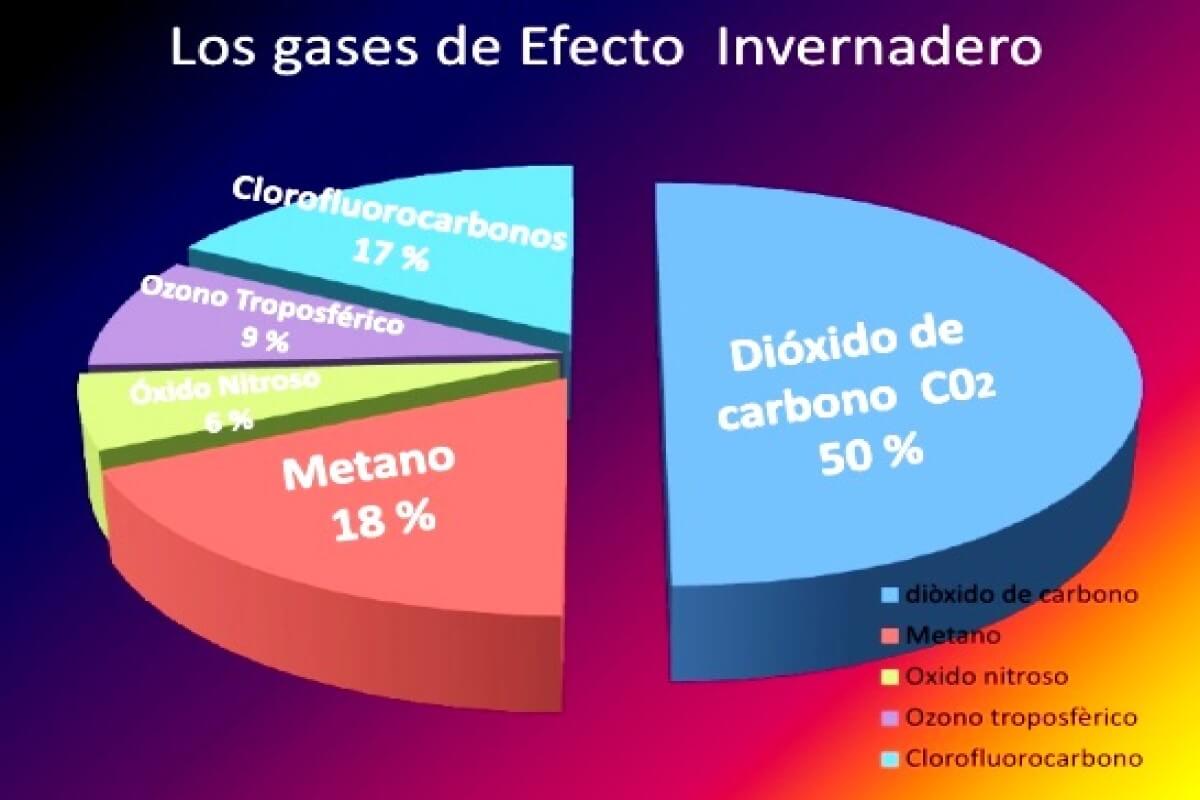 Los gases de Efecto Invernadero
Clorofluorocarbonos
17 %
Ozono Troposférico
9 %
Óxido Nitroso
6 %
Metano
18 %
Dióxido de
carbono C0₂
50 %
diòxido de carbono
Metano
Oxido nitroso
Ozono troposfèrico
Clorofluorocarbono